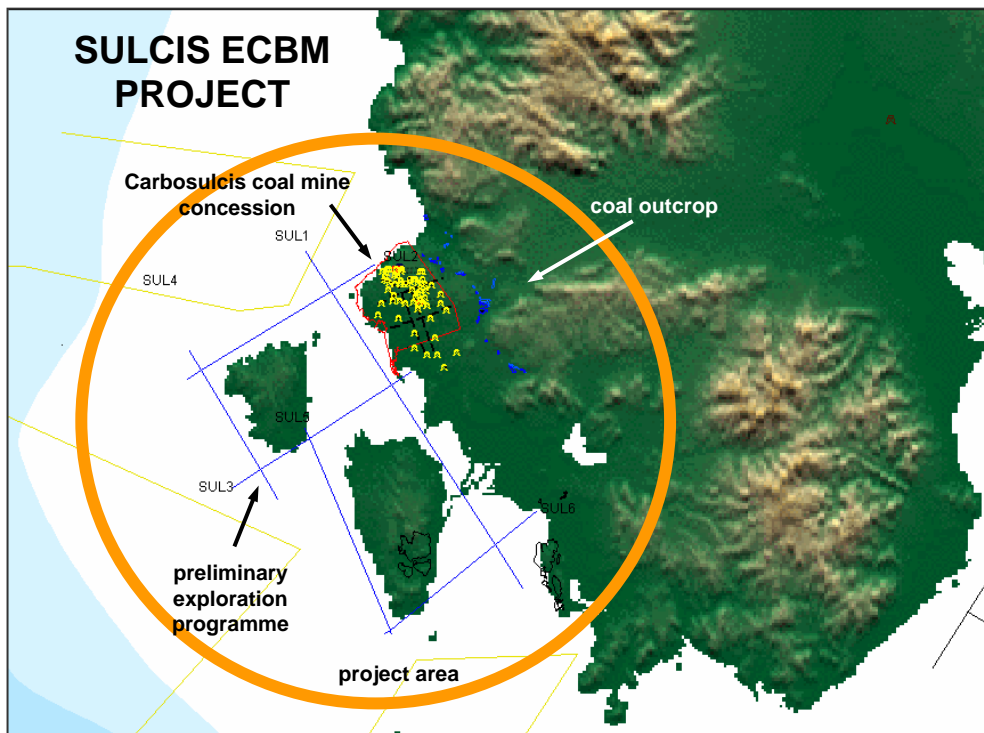 SULCIS ECBM
PROJECT
Carbosulcis coal mine
concession
coal outcrop
SUL1
SUL2
SUL4
SUL5
SUL3
SUL6
preliminary
exploration
programme
project area